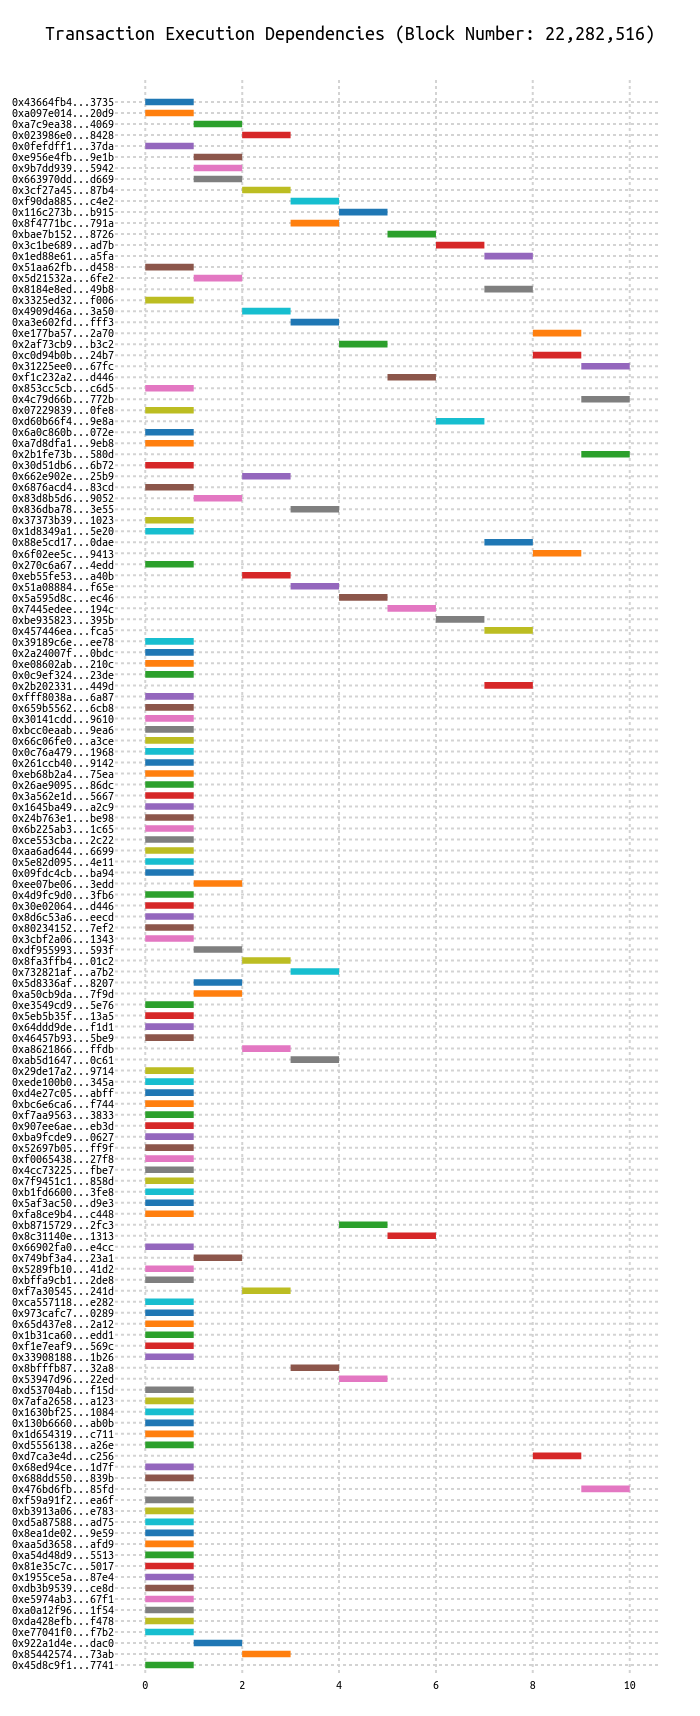 Transaction Execution Dependencies (Block Number: 22,282,516)
0x43664fb4...3735
0xa097e014...20d9
0xa7c9ea38...4069
0x023986e0...8428
0x0fefdff1...37da
0xe956e4fb...9e1b
0x9b7dd939...5942
0x663970dd...d669
0x3cf27a45...87b4
0xf90da885...c4e2
0x116c273b...b915
0x8f4771bc...791a
0xbae7b152...8726
0x3c1be689...ad7b
0x1ed88e61...a5fa
0x51aa62fb...d458
0x5d21532a...6fe2
0x8184e8ed...49b8
0x3325ed32...f006
0x4909d46a...3a50
0xa3e602fd...fff3
0xe177ba57...2a70
0x2af73cb9...b3c2
0xc0d94b0b...24b7
0x31225ee0...67fc
0xf1c232a2...d446
0x853cc5cb...c6d5
0x4c79d66b...772b
0x07229839...0fe8
0xd60b66f4...9e8a
0x6a0c860b...072e
0xa7d8dfa1...9eb8
0x2b1fe73b...580d
0x30d51db6...6b72
0x662e902e...25b9
0x6876acd4...83cd
0x83d8b5d6...9052
0x836dba78...3e55
0x37373b39...1023
0x1d8349a1...5e20
0x88e5cd17...0dae
0x6f02ee5c...9413
0x270c6a67...4edd
0xeb55fe53...a40b
0x51a08884...f65e
0x5a595d8c...ec46
0x7445edee...194c
0xbe935823...395b
0x457446ea...fca5
0x39189c6e...ee78
0x2a24007f...0bdc
0xe08602ab...210c
0x0c9ef324...23de
0x2b202331...449d
0xfff8038a...6a87
0x659b5562...6cb8
0x30141cdd...9610
0xbcc0eaab...9ea6
0x66c06fe0...a3ce
0x0c76a479...1968
0x261ccb40...9142
0xeb68b2a4...75ea
0x26ae9095...86dc
0x3a562e1d...5667
0x1645ba49...a2c9
0x24b763e1...be98
0x6b225ab3...1c65
0xce553cba...2c22
0xaa6ad644...6699
0x5e82d095...4e11
0x09fdc4cb...ba94
0xee07be06...3edd
0x4d9fc9d0...3fb6
0x30e02064...d446
0x8d6c53a6...eecd
0x80234152...7ef2
0x3cbf2a06...1343
0xdf955993...593f
0x8fa3ffb4...01c2
0x732821af...a7b2
0x5d8336af...8207
0xa50cb9da...7f9d
0xe3549cd9...5e76
0x5eb5b35f...13a5
0x64ddd9de...f1d1
0x46457b93...5be9
0xa8621866...ffdb
0xab5d1647...0c61
0x29de17a2...9714
0xede100b0...345a
0xd4e27c05...abff
0xbc6e6ca6...f744
0xf7aa9563...3833
0x907ee6ae...eb3d
0xba9fcde9...0627
0x52697b05...ff9f
0xf0065438...27f8
0x4cc73225...fbe7
0x7f9451c1...858d
0xb1fd6600...3fe8
0x5af3ac50...d9e3
0xfa8ce9b4...c448
0xb8715729...2fc3
0x8c31140e...1313
0x66902fa0...e4cc
0x749bf3a4...23a1
0x5289fb10...41d2
0xbffa9cb1...2de8
0xf7a30545...241d
0xca557118...e282
0x973cafc7...0289
0x65d437e8...2a12
0x1b31ca60...edd1
0xf1e7eaf9...569c
0x33908188...1b26
0x8bfffb87...32a8
0x53947d96...22ed
0xd53704ab...f15d
0x7afa2658...a123
0x1630bf25...1084
0x130b6660...ab0b
0x1d654319...c711
0xd5556138...a26e
0xd7ca3e4d...c256
0x68ed94ce...1d7f
0x688dd550...839b
0x476bd6fb...85fd
0xf59a91f2...ea6f
0xb3913a06...e783
0xd5a87588...ad75
0x8ea1de02...9e59
0xaa5d3658...afd9
0xa54d48d9...5513
0x81e35c7c...5017
0x1955ce5a...87e4
0xdb3b9539...ce8d
0xe5974ab3...67f1
0xa0a12f96...1f54
0xda428efb...f478
0xe77041f0...f7b2
0x922a1d4e...dac0
0x85442574...73ab
0x45d8c9f1...7741
0 2 4 6 8 10